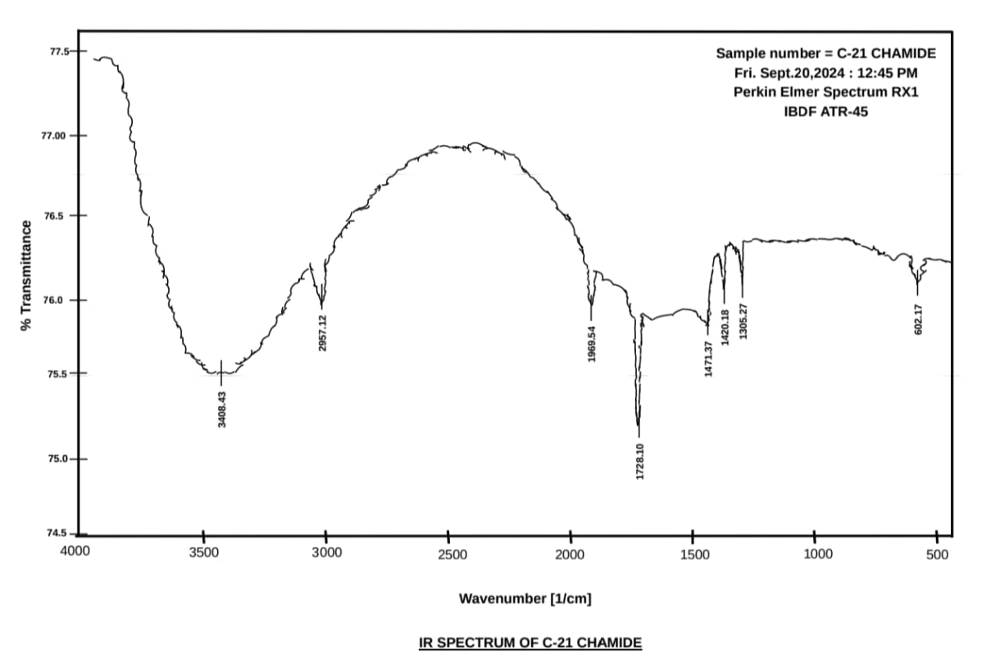 Sample number = C-21 CHAMIDE
Fri. Sept.20,2024 : 12:45 PM
Perkin Elmer Spectrum RX1
IBDF ATR-45
% Transmittance
77.5
77.00
76.5
76.0
75.5
75.0
74.5
3408.43
2957.12
1969.54
1728.10
1471.37
1420.18
1305.27
602.17
4000 3500 3000 2500 2000 1500 1000 500
Wavenumber [1/cm]
IR SPECTRUM OF C-21 CHAMIDE